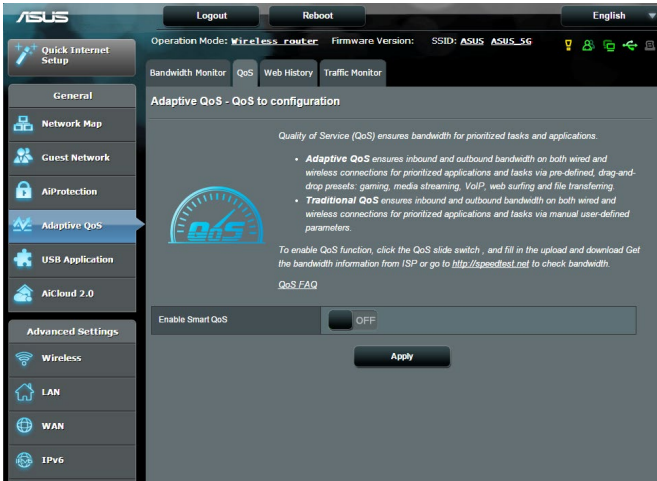 ASUS
Logout
Reboot
English
Quick Internet
Setup
Operation Mode: Wireless router Firmware Version: SSID: ASUS ASUS_5G
Bandwidth Monitor QoS Web History Traffic Monitor
General
Network Map
Guest Network
AiProtection
Adaptive QoS
USB Application
AiCloud 2.0
Advanced Settings
Wireless
LAN
WAN
IPv6
Adaptive QoS - QoS to configuration
QoS
Quality of Service (QoS) ensures bandwidth for prioritized tasks and applications.
• Adaptive QoS ensures inbound and outbound bandwidth on both wired and
wireless connections for prioritized applications and tasks via pre-defined, drag-and-
drop presets: gaming, media streaming, VoIP, web surfing and file transferring.
• Traditional QoS ensures inbound and outbound bandwidth on both wired and
wireless connections for prioritized applications and tasks via manual user-defined
parameters.
To enable QoS function, click the QoS slide switch , and fill in the upload and download Get
the bandwidth information from ISP or go to http://speedtest.net to check bandwidth.
QoS FAQ
Enable Smart QoS
OFF
Apply